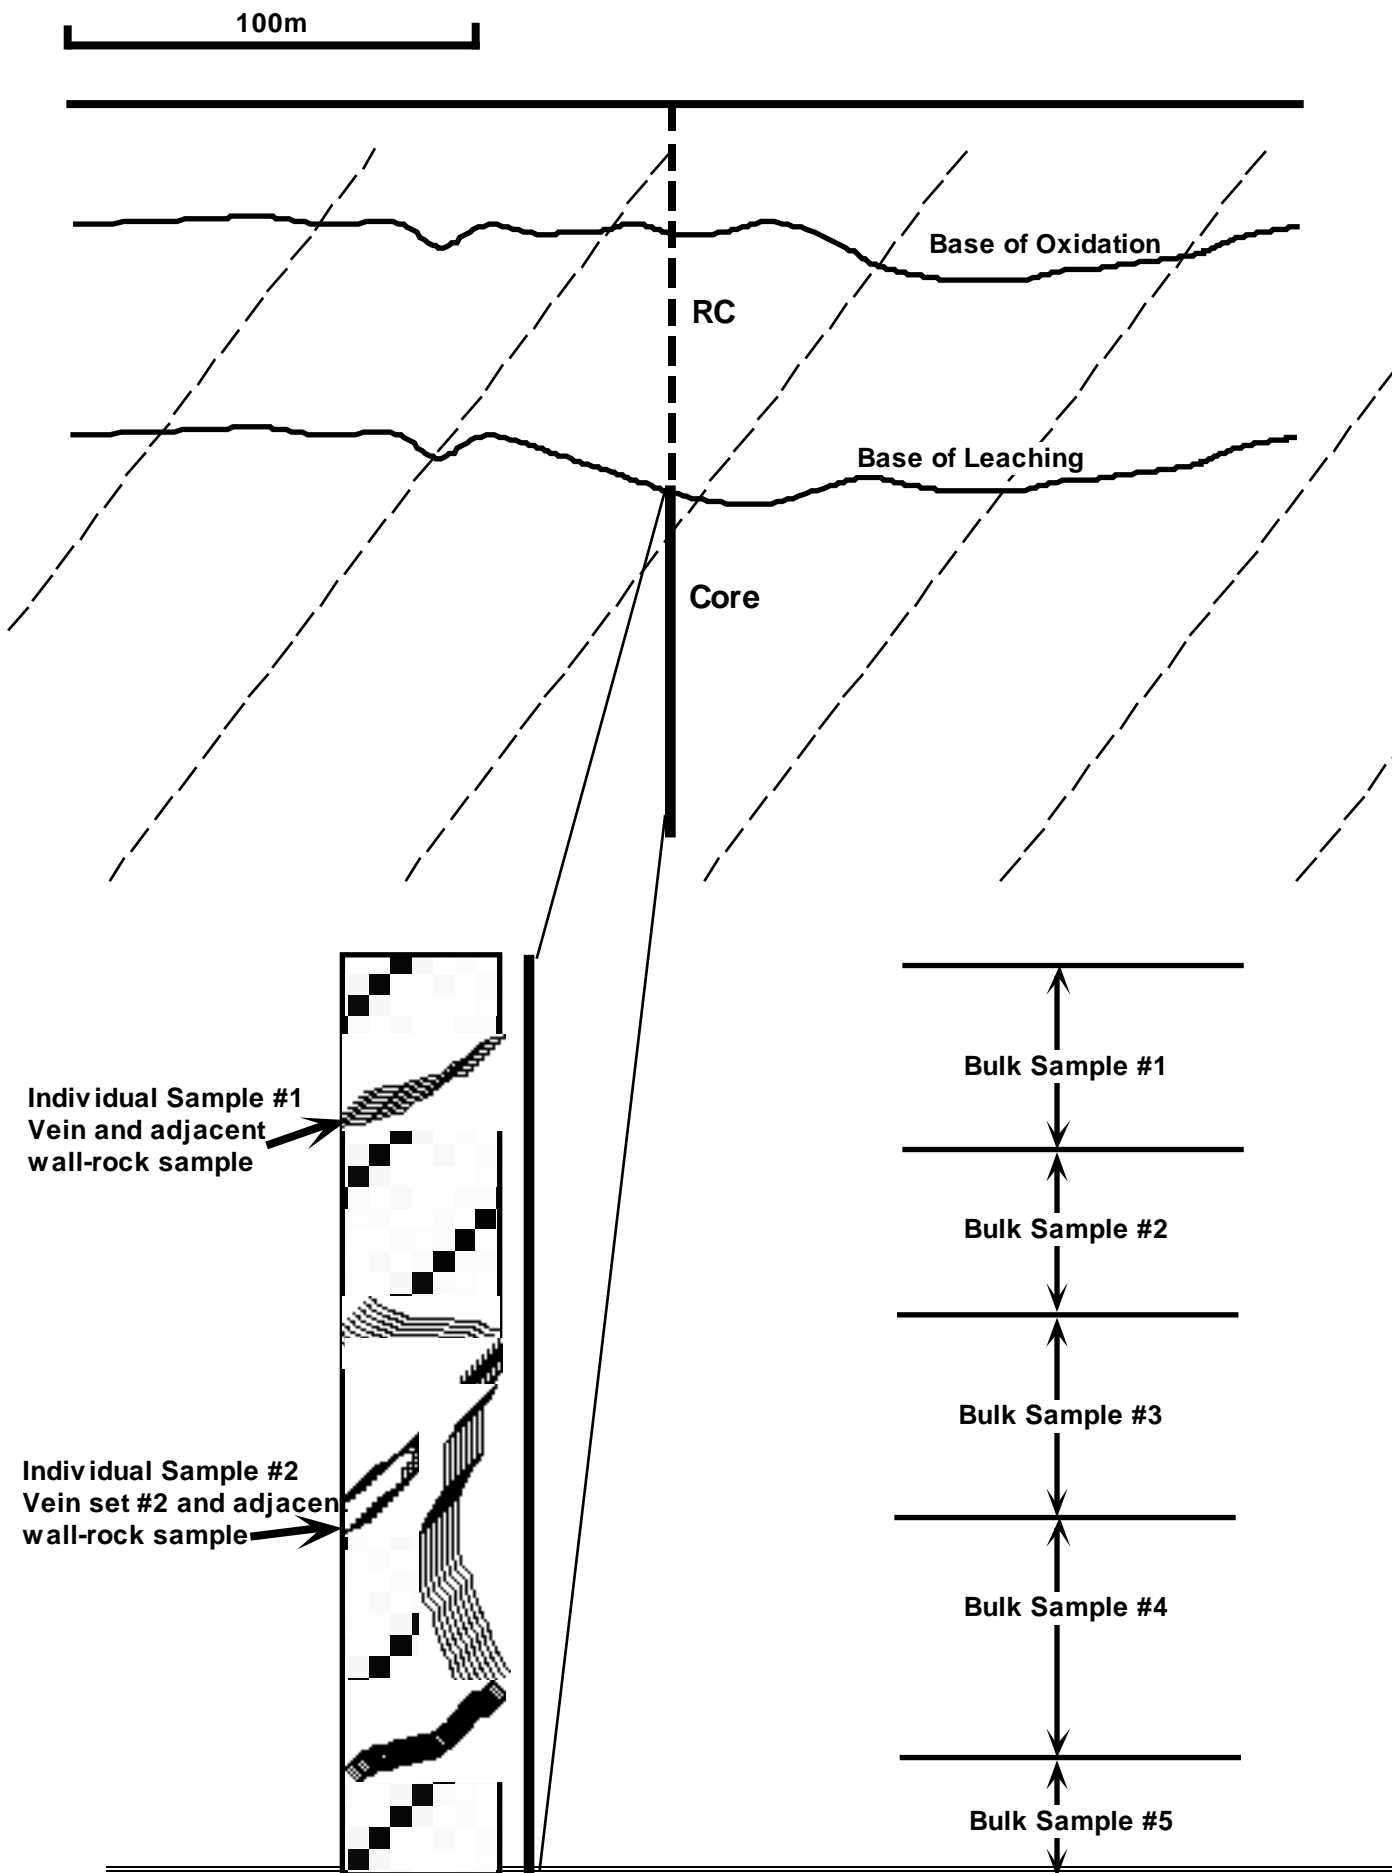 100m
Base of Oxidation
RC
Base of Leaching
Core
Individual Sample #1
Vein and adjacent
wall-rock sample
Individual Sample #2
Vein set #2 and adjacen
wall-rock sample
Bulk Sample #1
Bulk Sample #2
Bulk Sample #3
Bulk Sample #4
Bulk Sample #5